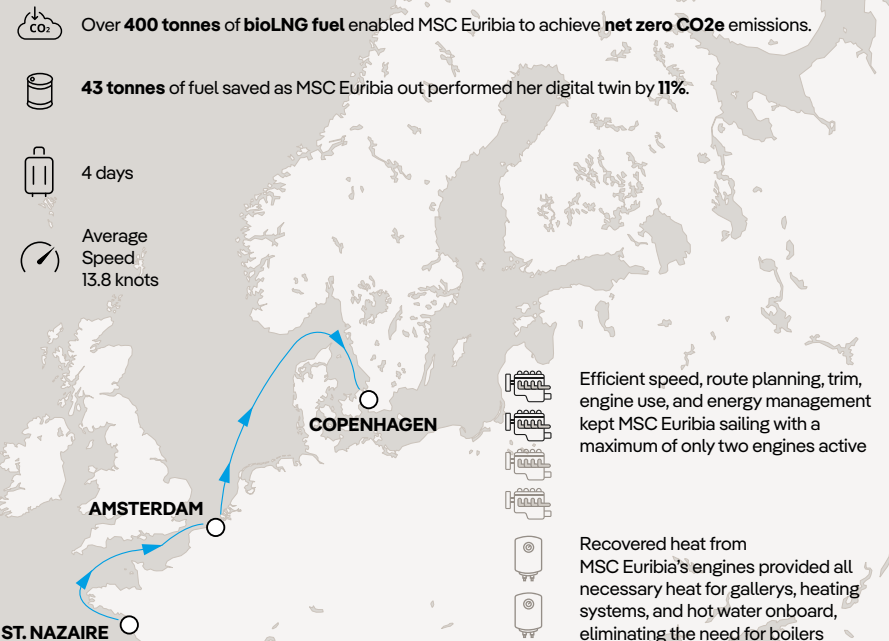 CO₂
Over 400 tonnes of bioLNG fuel enabled MSC Euribia to achieve net zero CO2e emissions.
43 tonnes of fuel saved as MSC Euribia out performed her digital twin by 11%.
4 days
Average
Speed
13.8 knots
COPENHAGEN
AMSTERDAM
ST. NAZAIRE
Efficient speed, route planning, trim,
engine use, and energy management
kept MSC Euribia sailing with a
maximum of only two engines active
Recovered heat from
MSC Euribia's engines provided all
necessary heat for gallerys, heating
systems, and hot water onboard,
eliminating the need for boilers